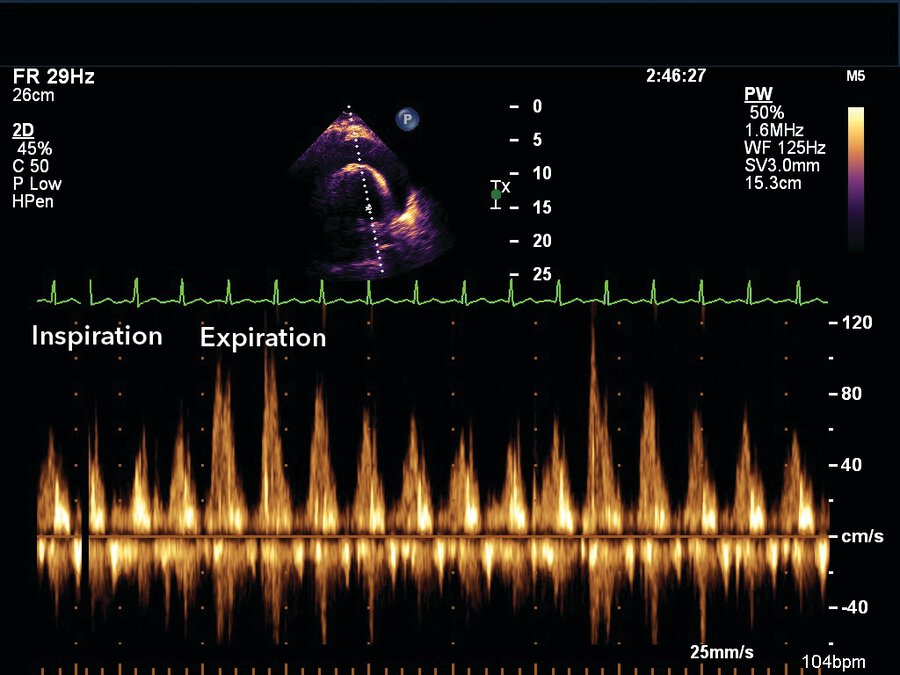 FR 29Hz
26cm
2D
45%
C 50
P Low
HPen
P
2:46:27
PW
50%
1.6MHz
WF 125Hz
SV3.0mm
15.3cm
M5
0
5
10
X
15
20
25
Inspiration
Expiration
120
80
40
cm/s
-40
25mm/s
104bpm